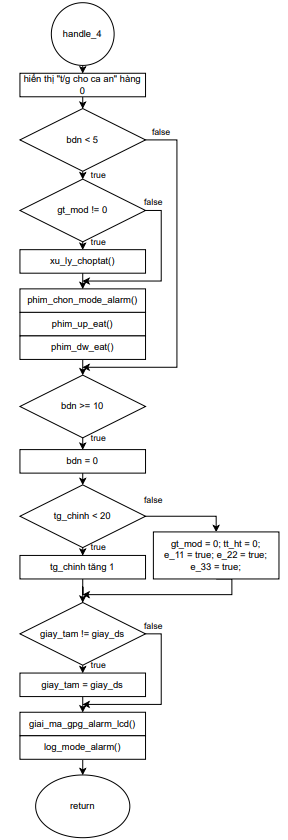 handle_4
hiển thị "t/g cho ca an" hàng
0
bdn < 5
false
true
gt_mod != 0
false
true
xu_ly_choptat()
phim_chon_mode_alarm()
phim_up_eat()
phim_dw_eat()
bdn >= 10
true
bdn = 0
tg_chinh < 20
false
true
tg_chinh tăng 1
gt_mod = 0; tt_ht = 0;
e_11 = true; e_22 = true;
e_33 = true;
giay_tam != giay_ds
false
true
giay_tam = giay_ds
giai_ma_gpg_alarm_lcd()
log_mode_alarm()
return